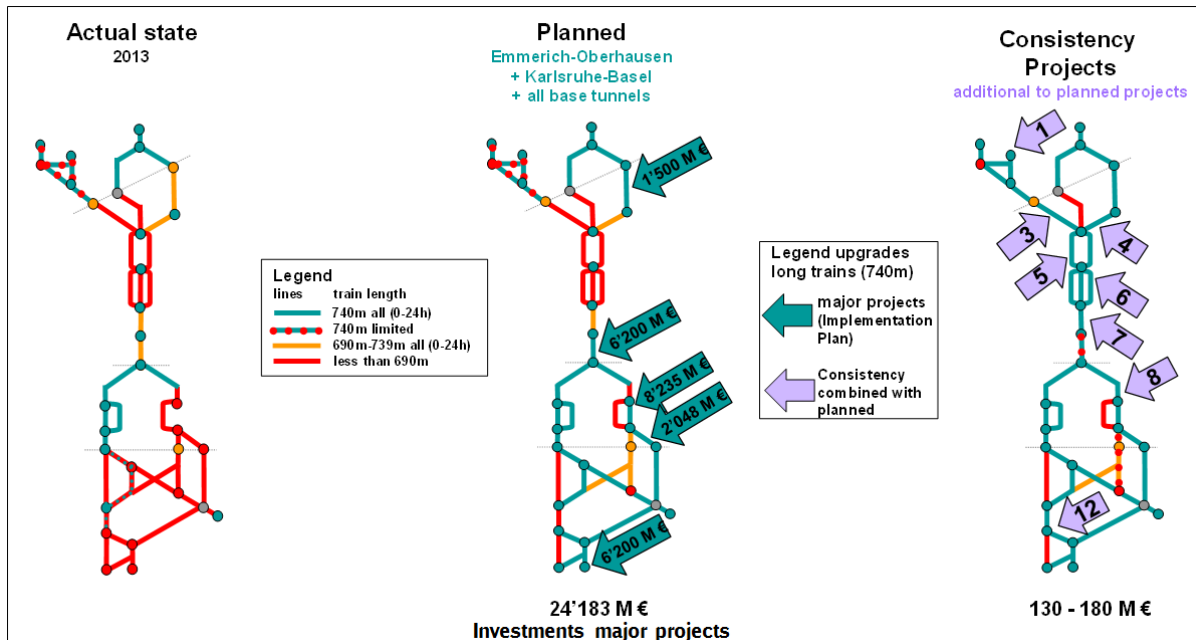 Actual state
2013
Planned
Emmerich-Oberhausen
+ Karlsruhe-Basel
+ all base tunnels
Consistency
Projects
additional to planned projects
1'500 M €
6'200 M €
8'235 M €
2'048 M €
6'200 M €
1
3
4
5
6
7
8
12
Legend
lines train length
740m all (0-24h)
740m limited
690m-739m all (0-24h)
less than 690m
Legend upgrades
long trains (740m)
major projects
(Implementation
Plan)
Consistency
combined with
planned
24'183 M €
Investments major projects
130 - 180 M €